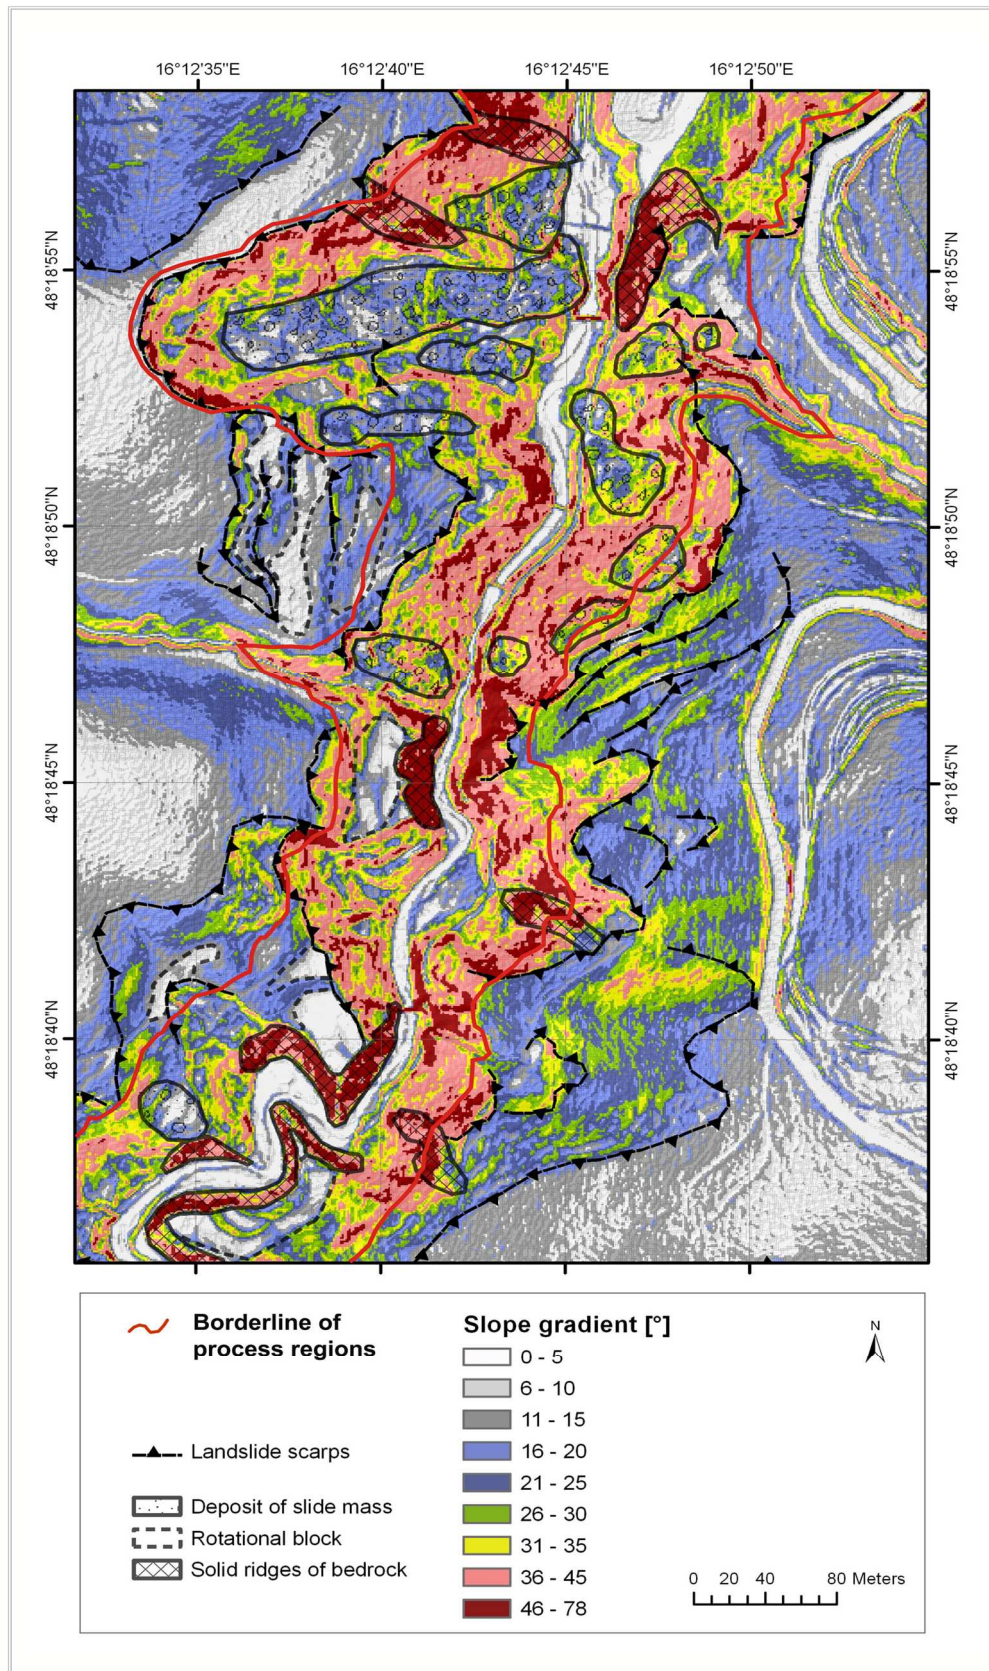 16°12'35"E
16°12'40"E
16°12'45"E
16°12'50"E
48°18'55"N
48°18'55"N
48°18'50"N
48°18'50"N
48°18'45"N
48°18'45"N
48°18'40"N
48°18'40"N
Borderline of
process regions
Landslide scarps
Deposit of slide mass
Rotational block
Solid ridges of bedrock
Slope gradient [°]
0 - 5
6 - 10
11 - 15
16 - 20
21 - 25
26 - 30
31 - 35
36 - 45
46 - 78
N
0 20 40 80 Meters